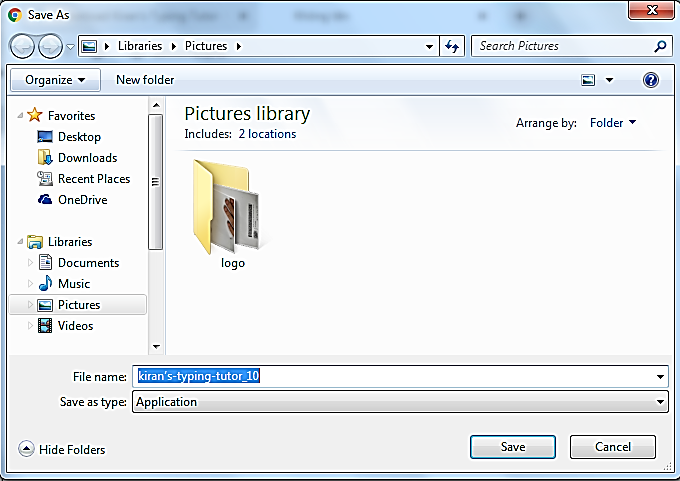 Save As
Libraries
Pictures
Search Pictures
Organize
New folder
Favorites
Desktop
Downloads
Recent Places
OneDrive
Libraries
Documents
Music
Pictures
Videos
Pictures library
Includes: 2 locations
Arrange by: Folder
logo
File name: kiran's-typing-tutor_10
Save as type: Application
Hide Folders
Save
Cancel